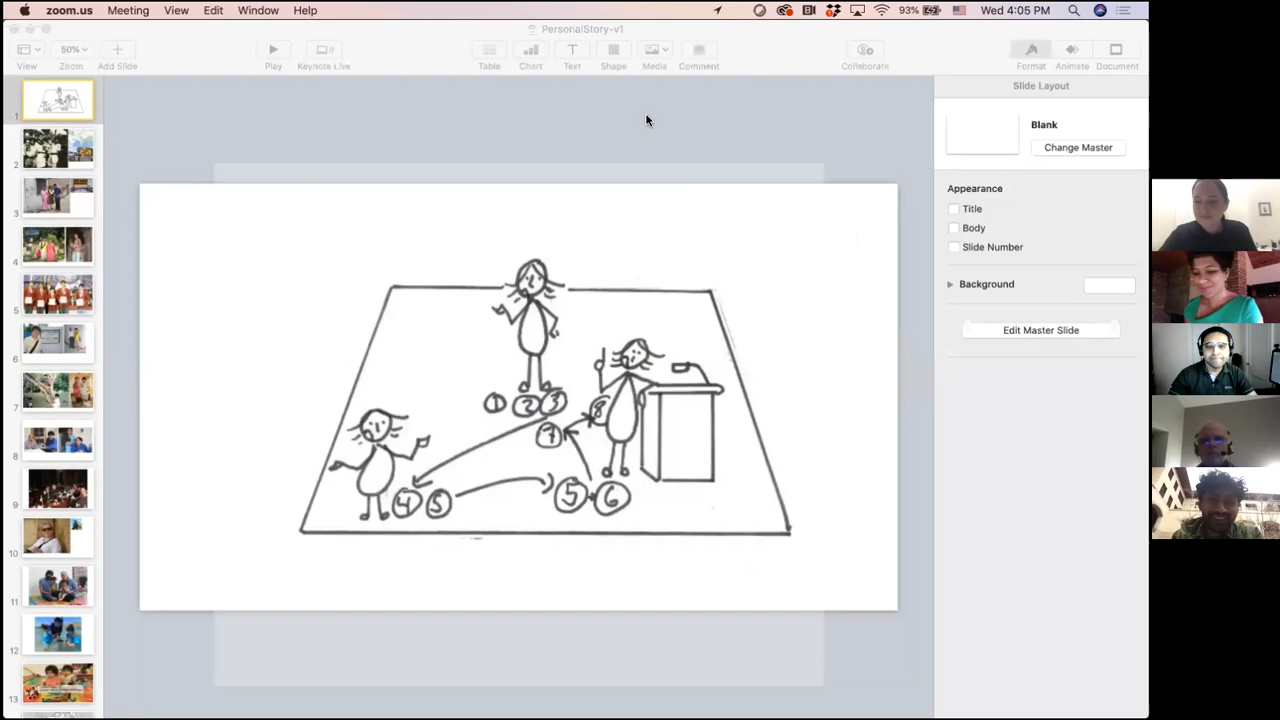 zoom.us Meeting View Edit Window Help 93% Wed 4:05 PM
PersonalStory-v1
50%
View Zoom Add Slide Play Keynote Live Table Chart Text Shape Media Comment Collaborate Format Animate Document
Slide Layout
Blank
Change Master
Appearance
Title
Body
Slide Number
Background
Edit Master Slide
1
2
3
4
5
6
7
8
9
10
11
12
13
1 2 3
8
7
4 5 5 6